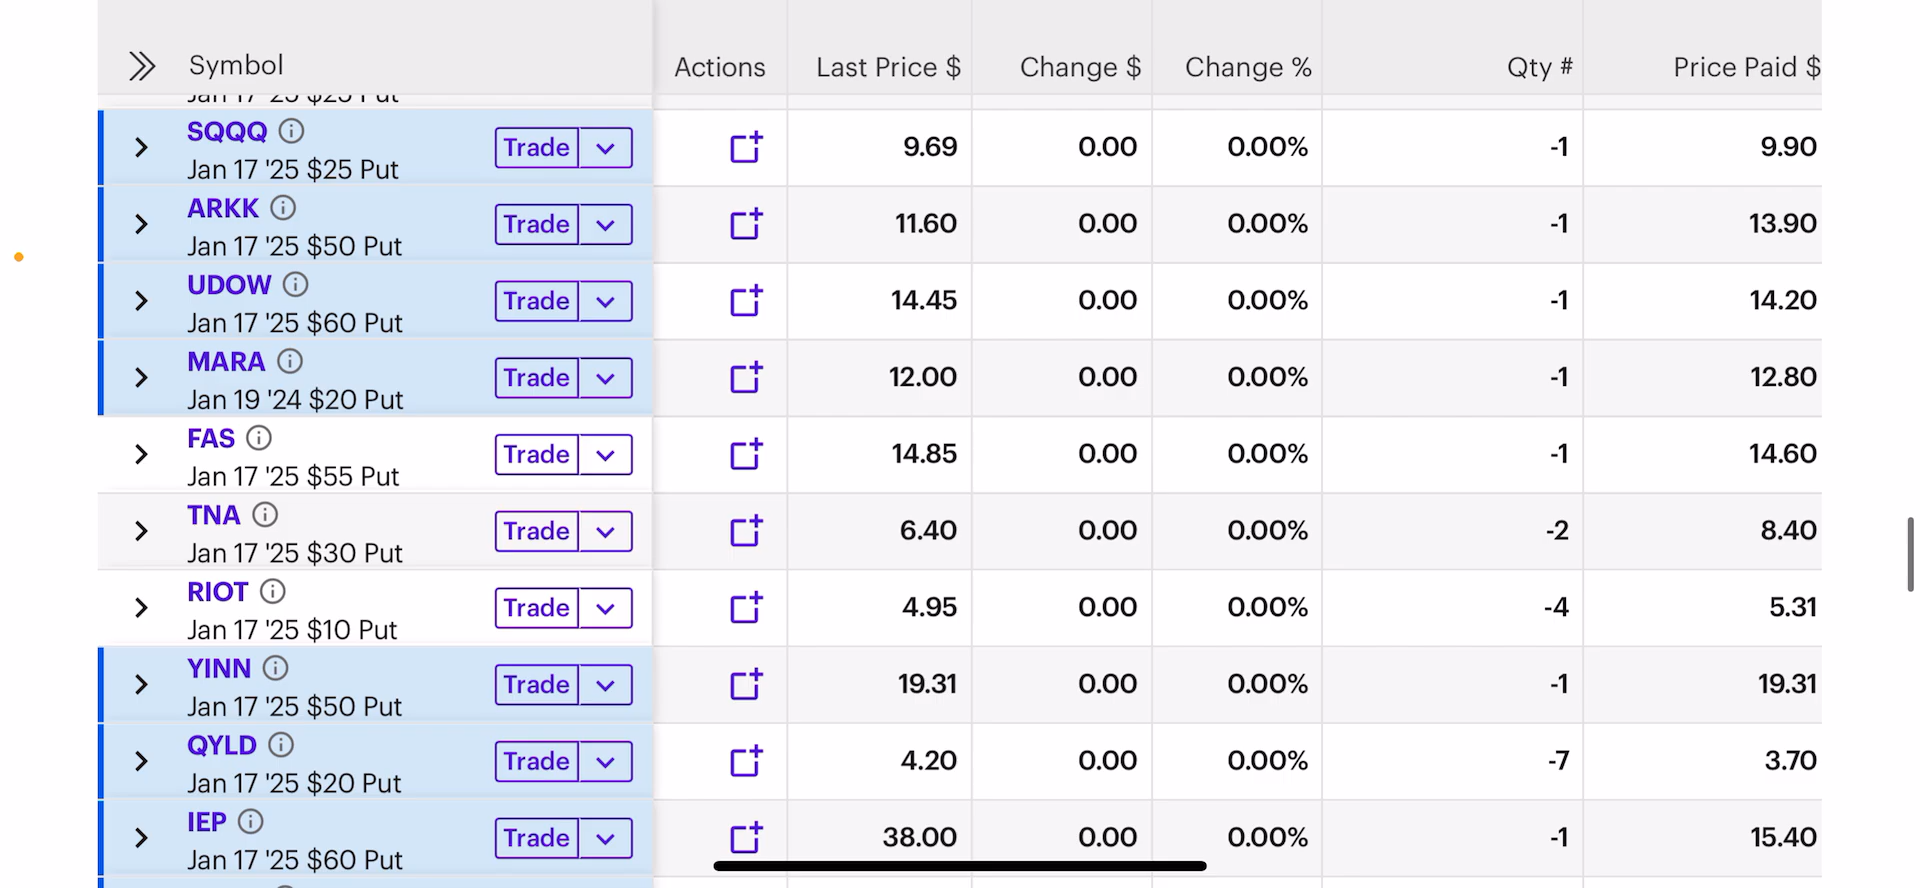 Symbol Actions Last Price $ Change $ Change % Qty # Price Paid $
Jan 17 '25 $25 Put
SQQQ
Jan 17 '25 $25 Put
Trade 9.69 0.00 0.00% -1 9.90
ARKK
Jan 17 '25 $50 Put
Trade 11.60 0.00 0.00% -1 13.90
UDOW
Jan 17 '25 $60 Put
Trade 14.45 0.00 0.00% -1 14.20
MARA
Jan 19 '24 $20 Put
Trade 12.00 0.00 0.00% -1 12.80
FAS
Jan 17 '25 $55 Put
Trade 14.85 0.00 0.00% -1 14.60
TNA
Jan 17 '25 $30 Put
Trade 6.40 0.00 0.00% -2 8.40
RIOT
Jan 17 '25 $10 Put
Trade 4.95 0.00 0.00% -4 5.31
YINN
Jan 17 '25 $50 Put
Trade 19.31 0.00 0.00% -1 19.31
QYLD
Jan 17 '25 $20 Put
Trade 4.20 0.00 0.00% -7 3.70
IEP
Jan 17 '25 $60 Put
Trade 38.00 0.00 0.00% -1 15.40